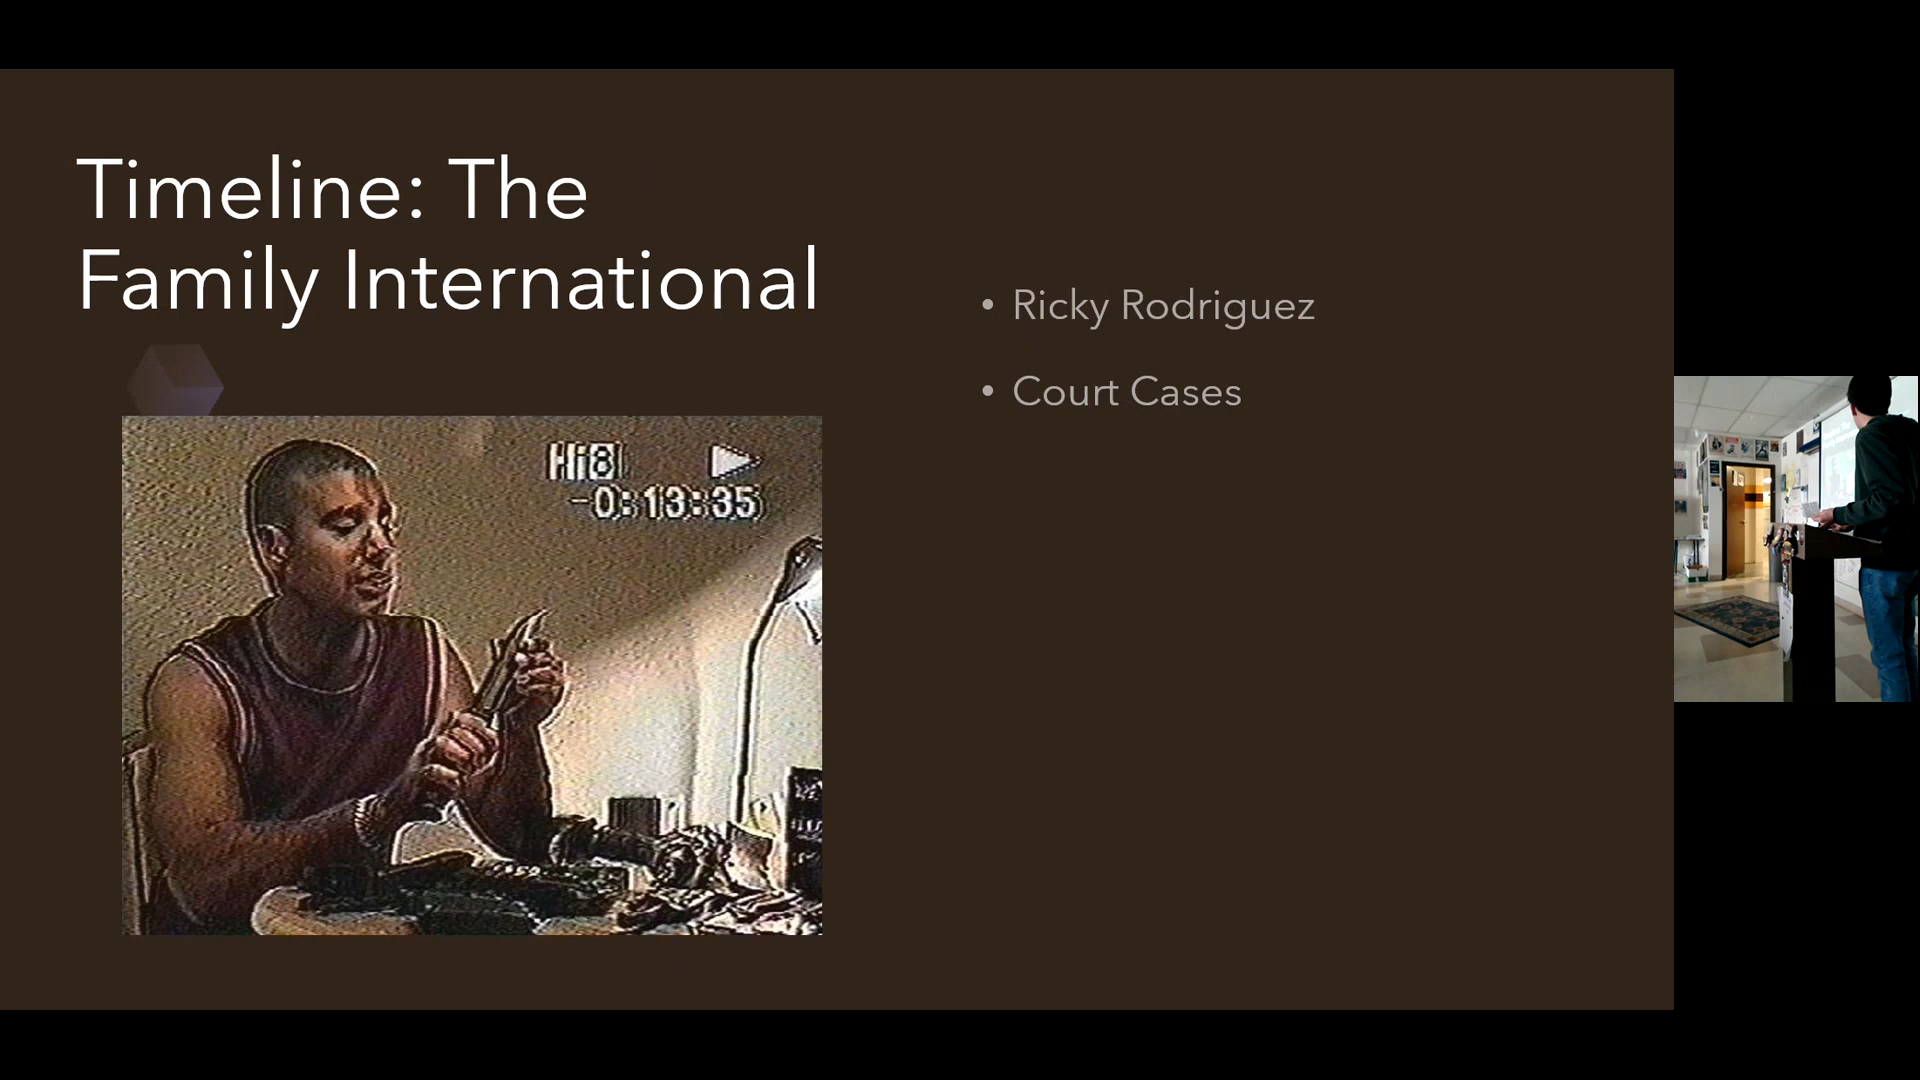 Timeline: The
Family International
• Ricky Rodriguez
• Court Cases
Hi8
-0:13:35